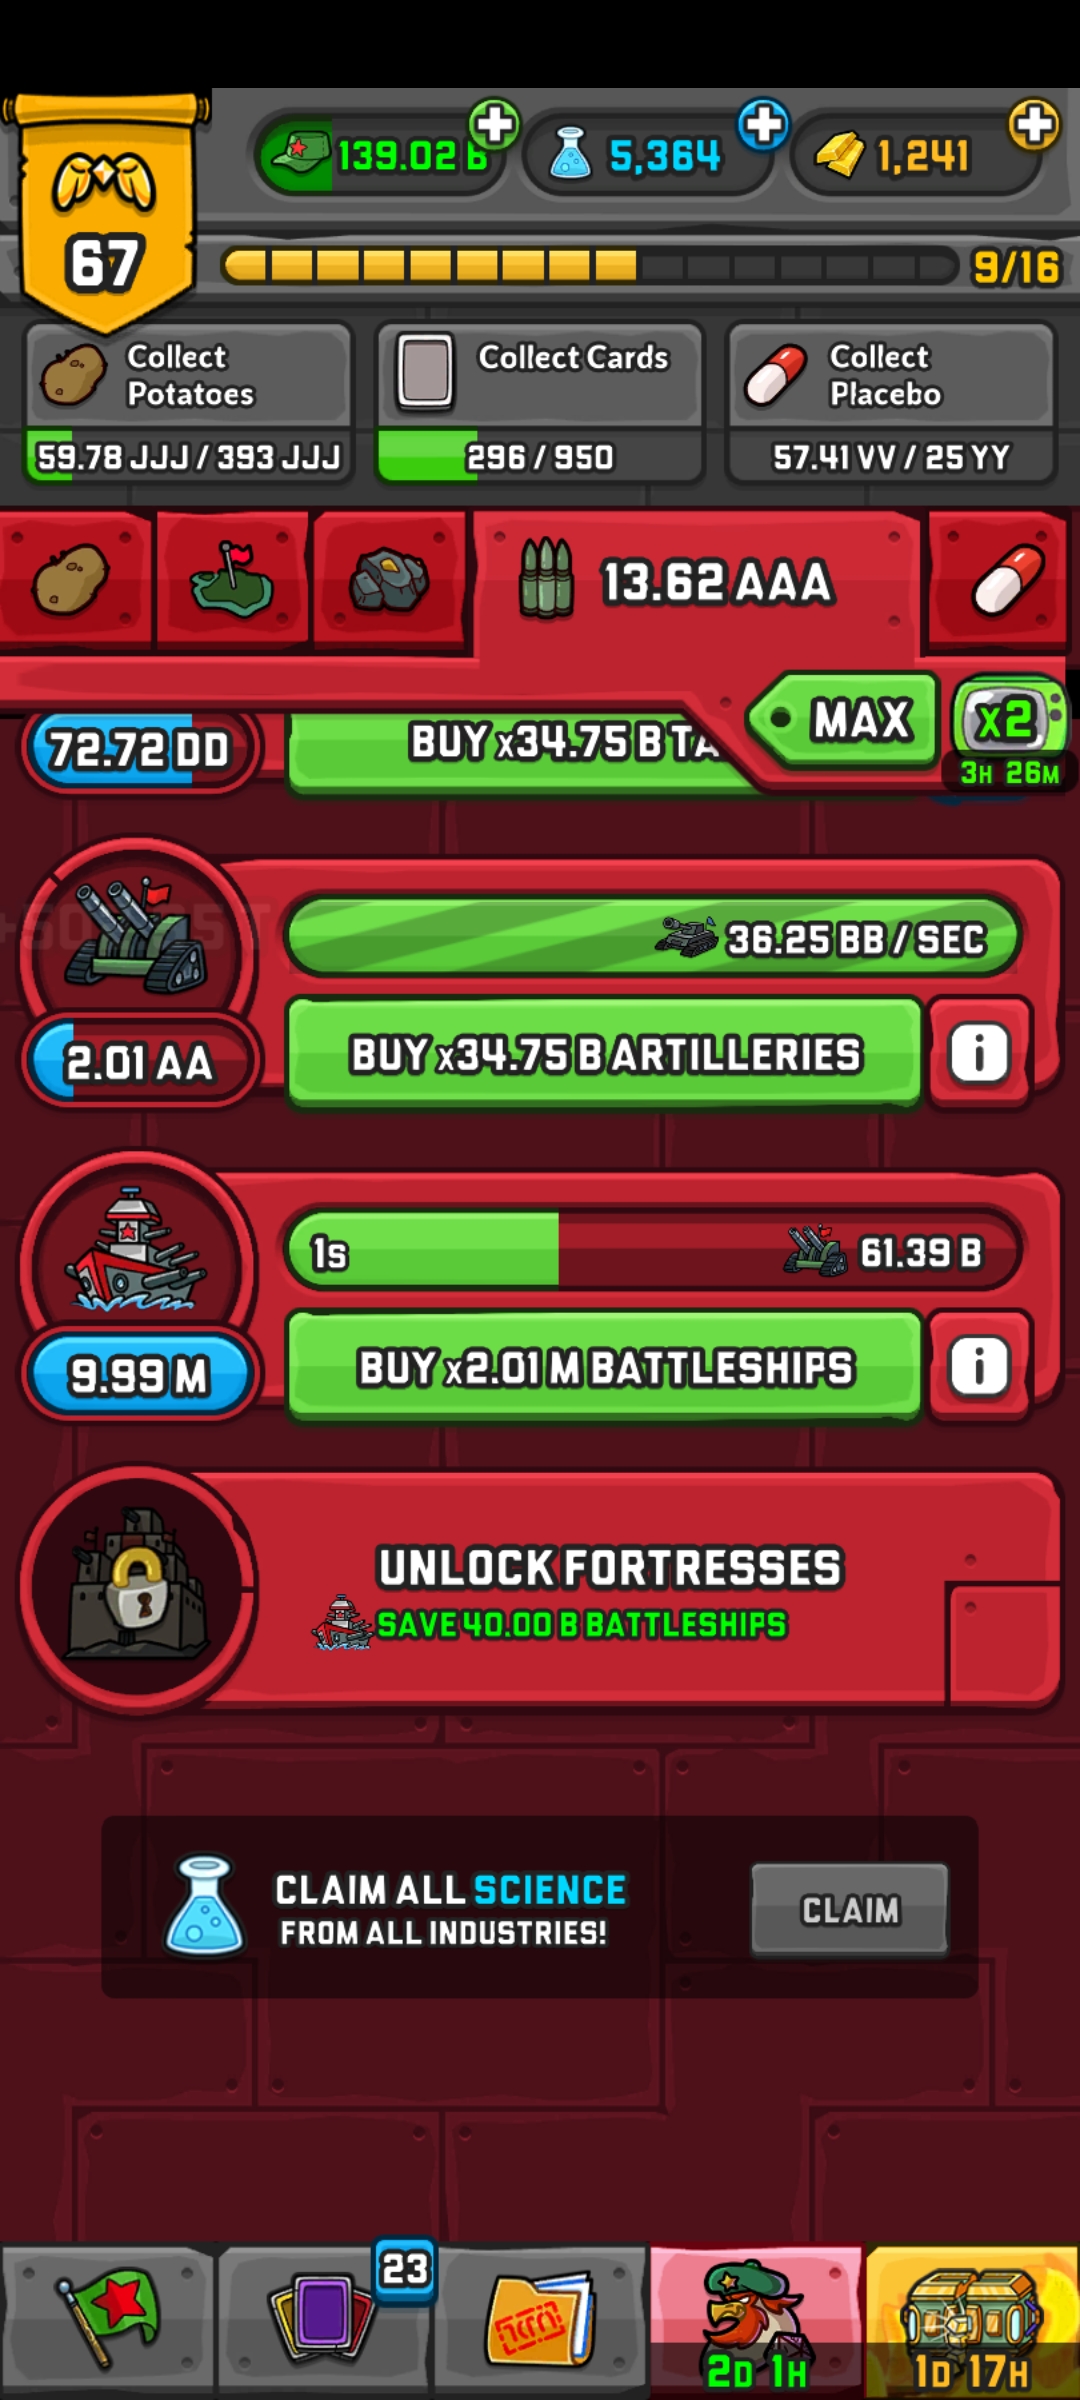 139.02 B
5,364
1,241
67
9/16
Collect
Potatoes
59.78 JJJ / 393 JJJ
Collect Cards
296 / 950
Collect
Placebo
57.41 VV / 25 YY
13.62 AAA
MAX
x2
3H 26M
72.72 DD
BUY x34.75 B
36.25 BB / SEC
2.01 AA
BUY x34.75 B ARTILLERIES
i
1s
61.39 B
9.99 M
BUY x2.01 M BATTLESHIPS
i
UNLOCK FORTRESSES
SAVE 40.00 B BATTLESHIPS
CLAIM ALL SCIENCE
FROM ALL INDUSTRIES!
CLAIM
23
2D 1H
1D 17H